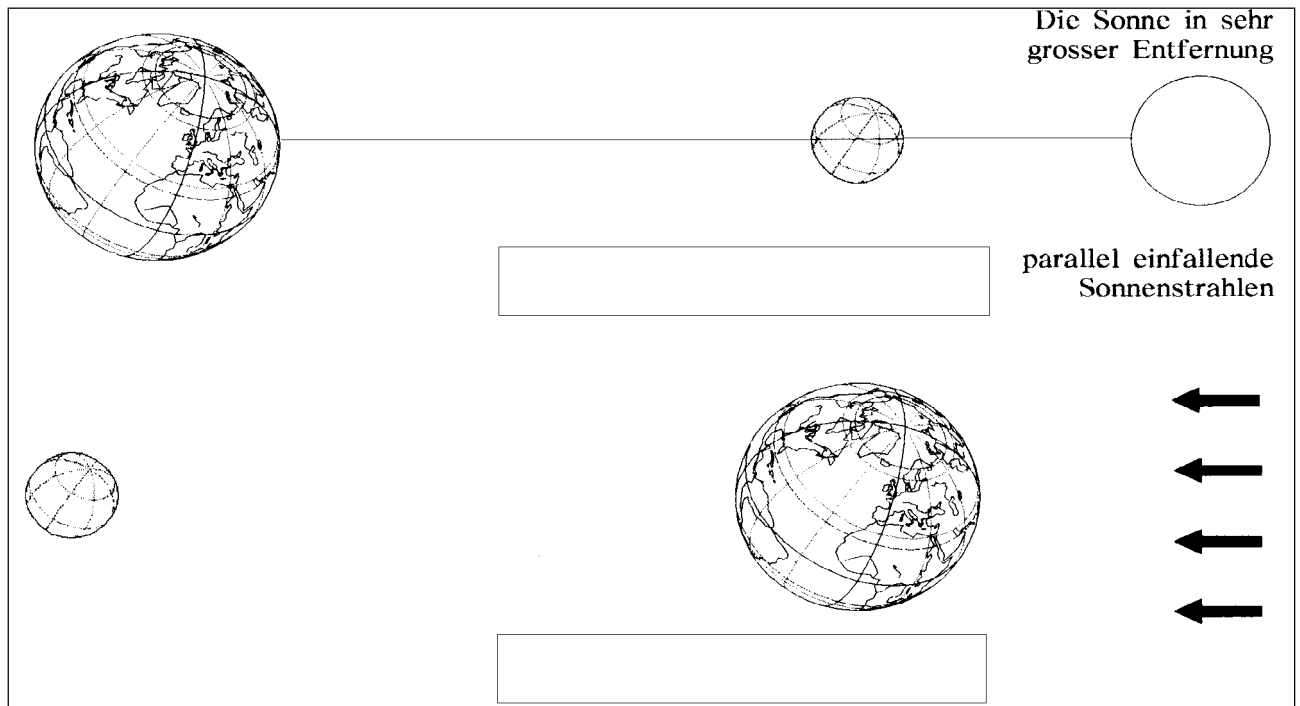 Die Sonne in sehr
grosser Entfernung
parallel einfallende
Sonnenstrahlen